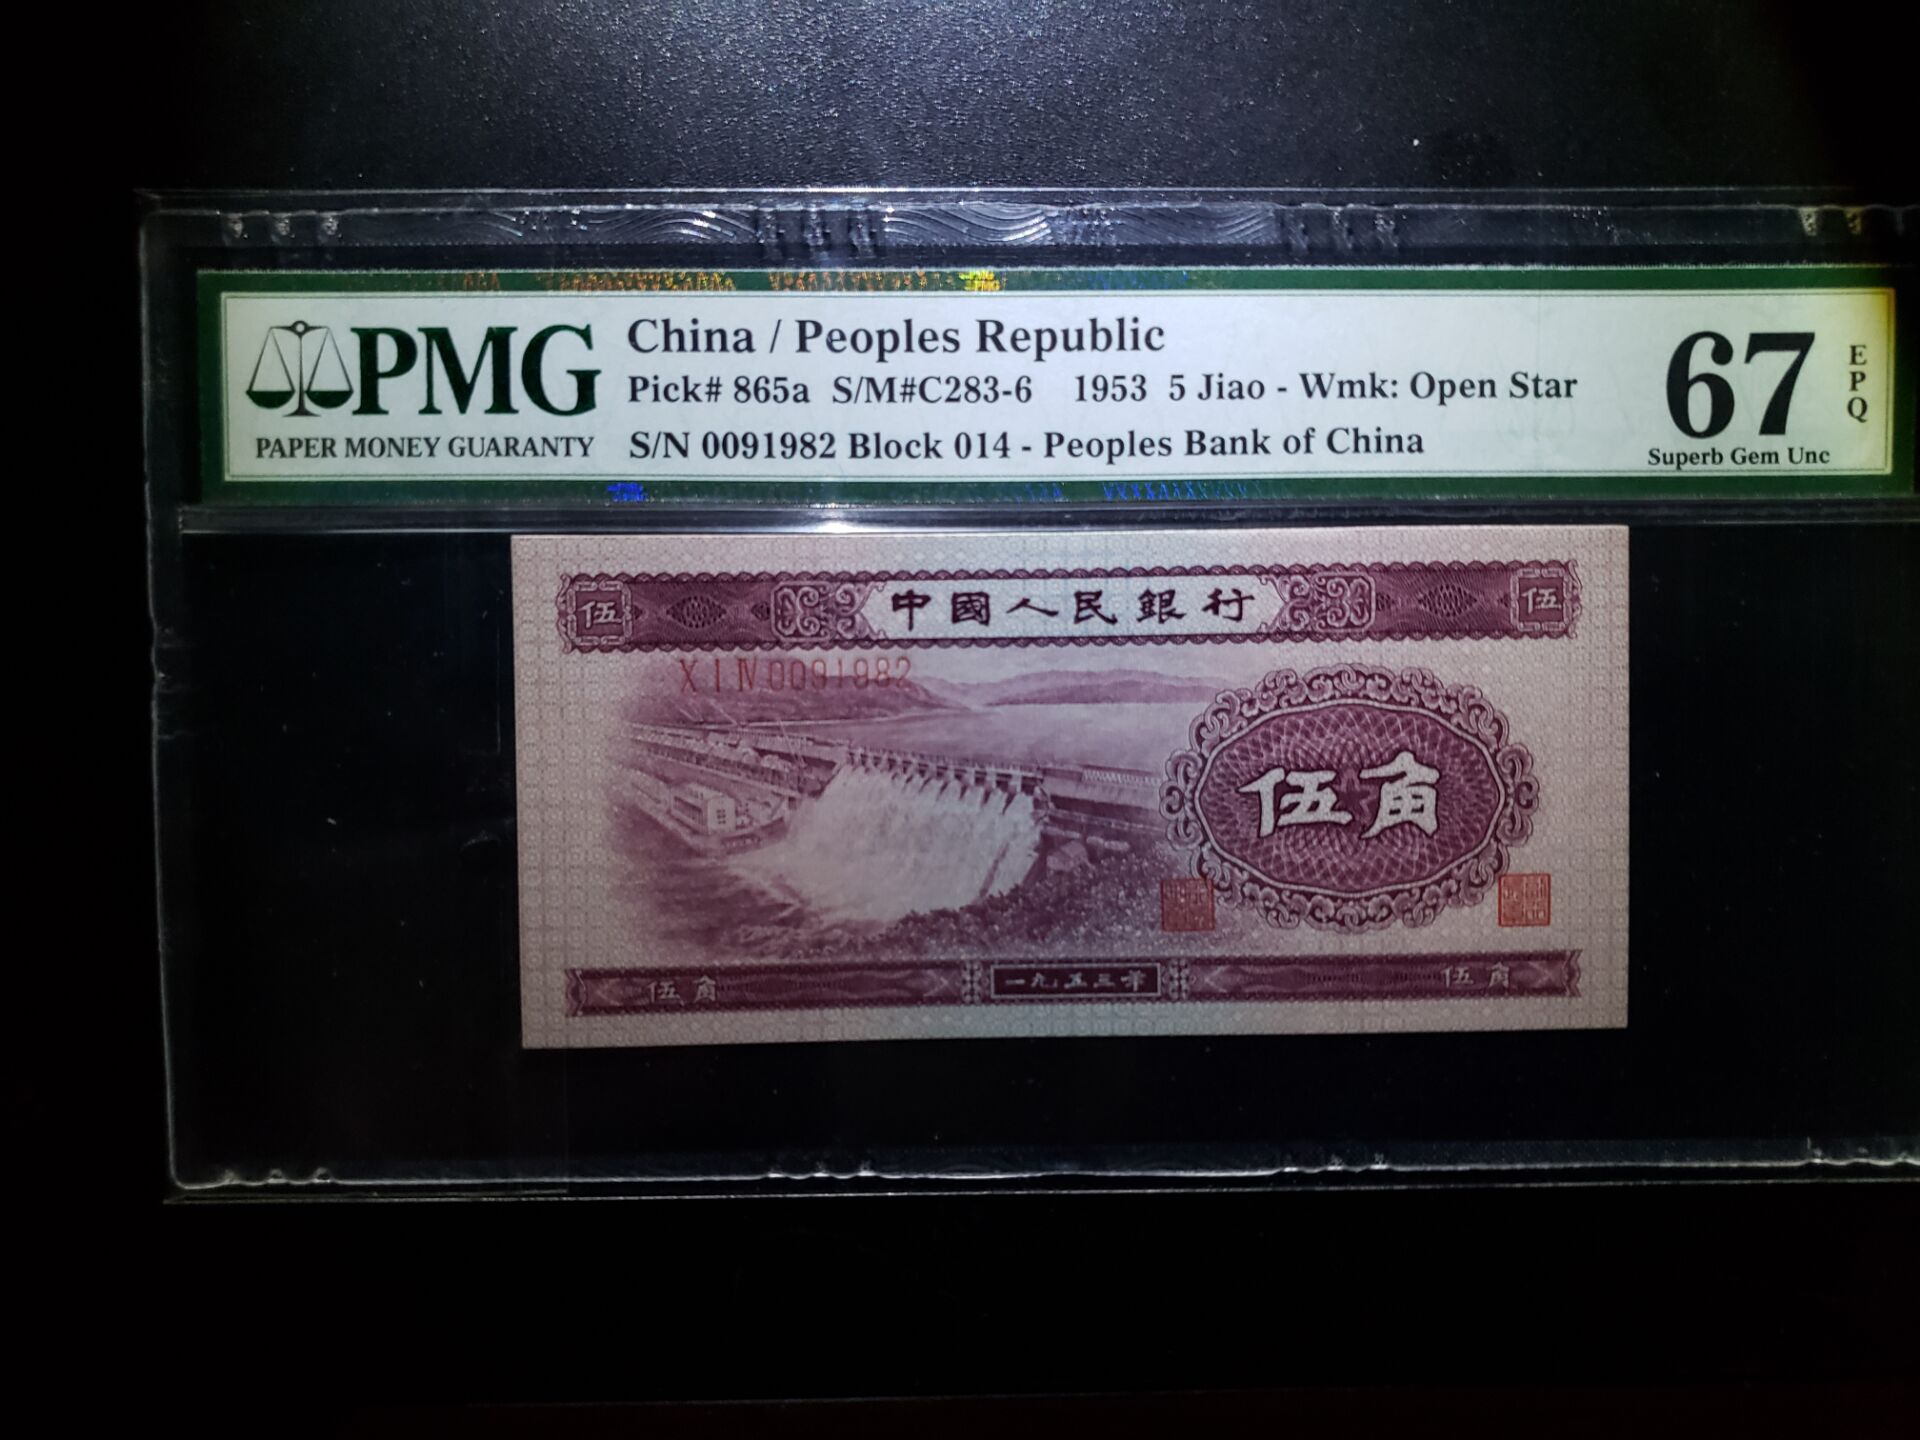 PMG
PAPER MONEY GUARANTY
China / Peoples Republic
Pick# 865a S/M#C283-6 1953 5 Jiao - Wmk: Open Star
S/N 0091982 Block 014 - Peoples Bank of China
67
EPQ
Superb Gem Unc
伍 中國人民銀行 伍
X I Ⅳ 0091982
伍角
伍角 一九五三年 伍角